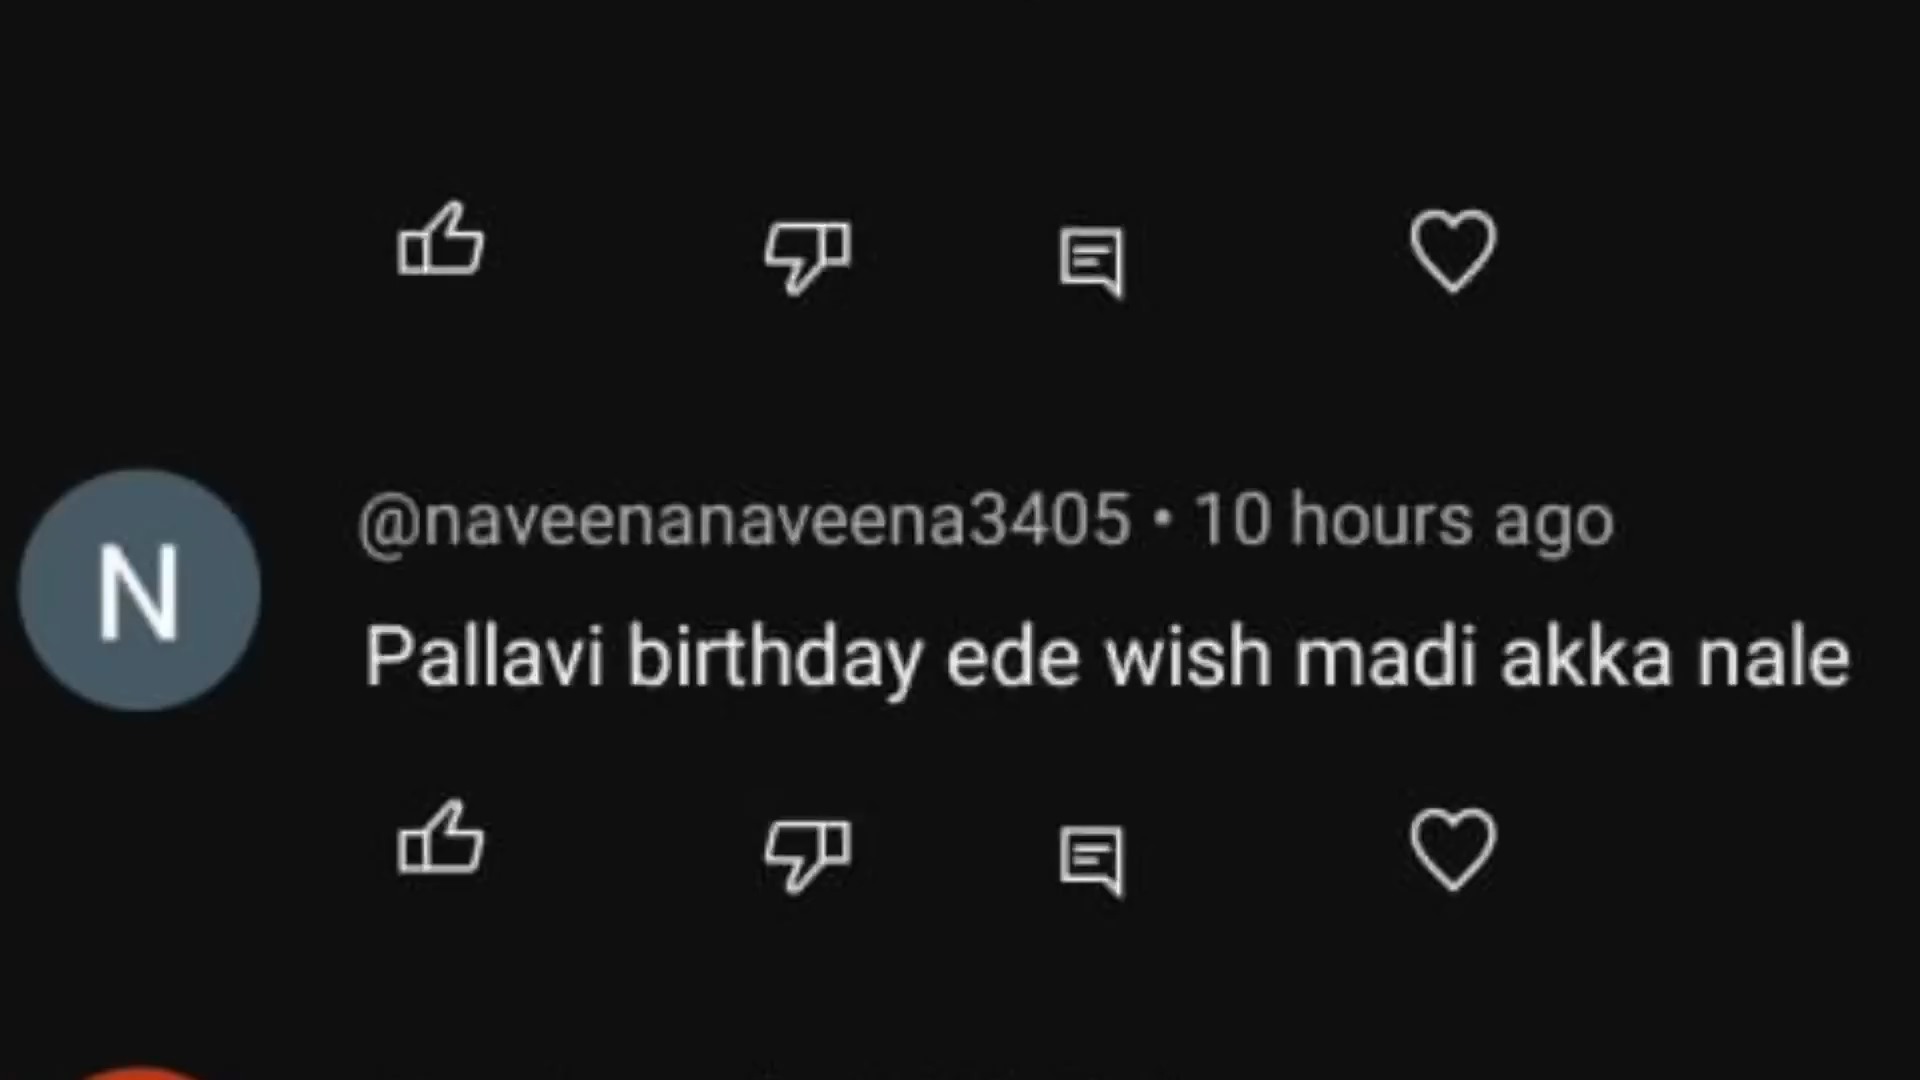 N
@naveenanaveena3405 • 10 hours ago
Pallavi birthday ede wish madi akka nale